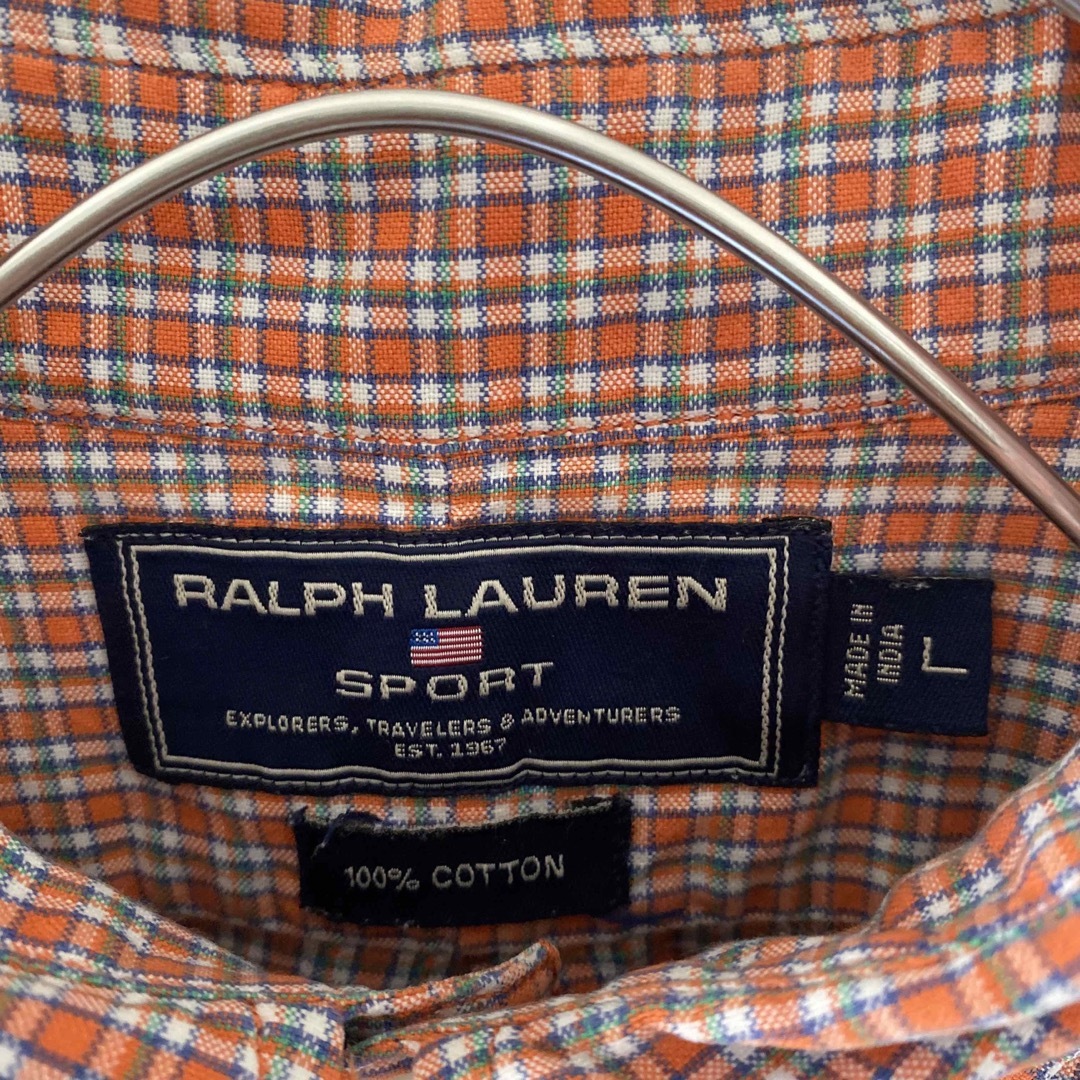 RALPH LAUREN
SPORT
EXPLORERS, TRAVELERS & ADVENTURERS
EST. 1967
MADE IN
INDIA
L
100% COTTON